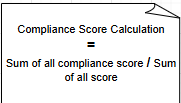 Compliance Score Calculation
=
Sum of all compliance score / Sum
of all score